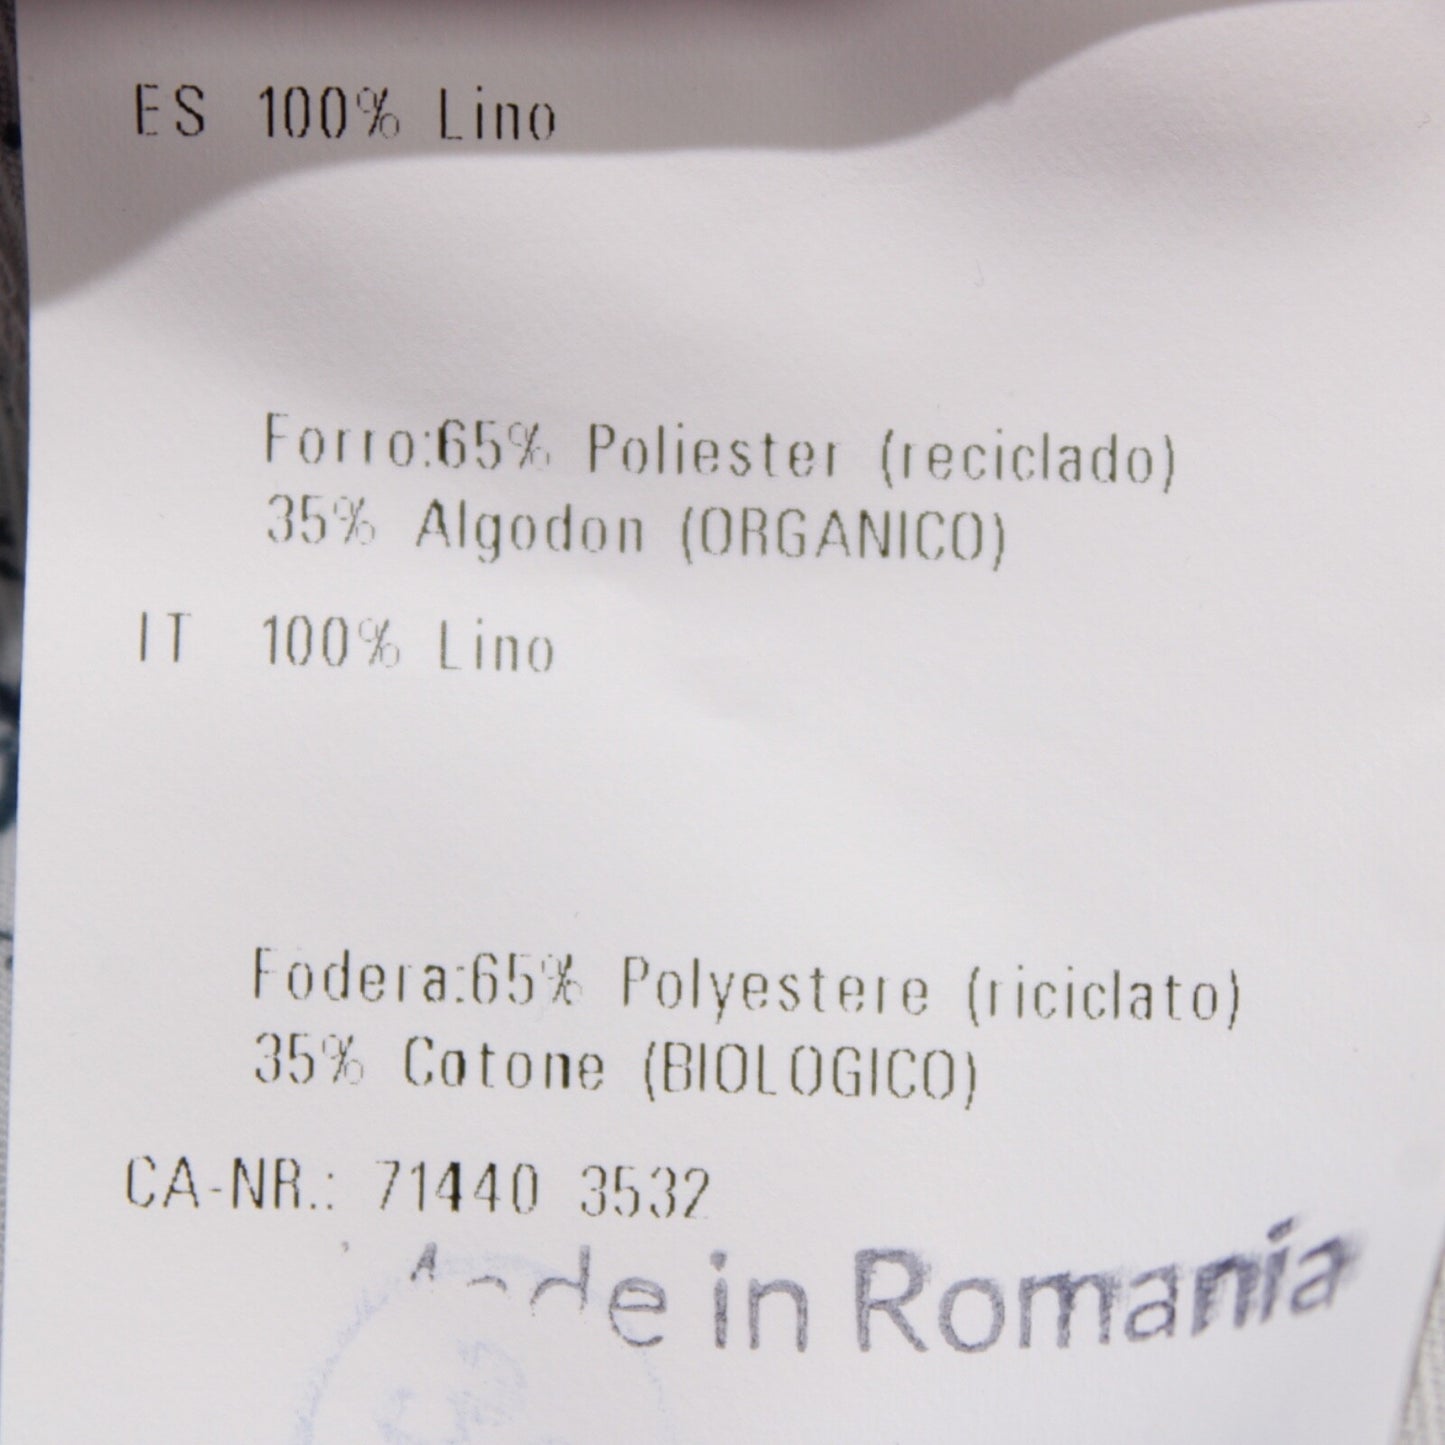 ES 100% Lino
Forro:65% Poliester (reciclado)
35% Algodon (ORGANICO)
IT 100% Lino
Fodera:65% Polyestere (riciclato)
35% Cotone (BIOLOGICO)
CA-NR.: 71440 3532
Made in Romania